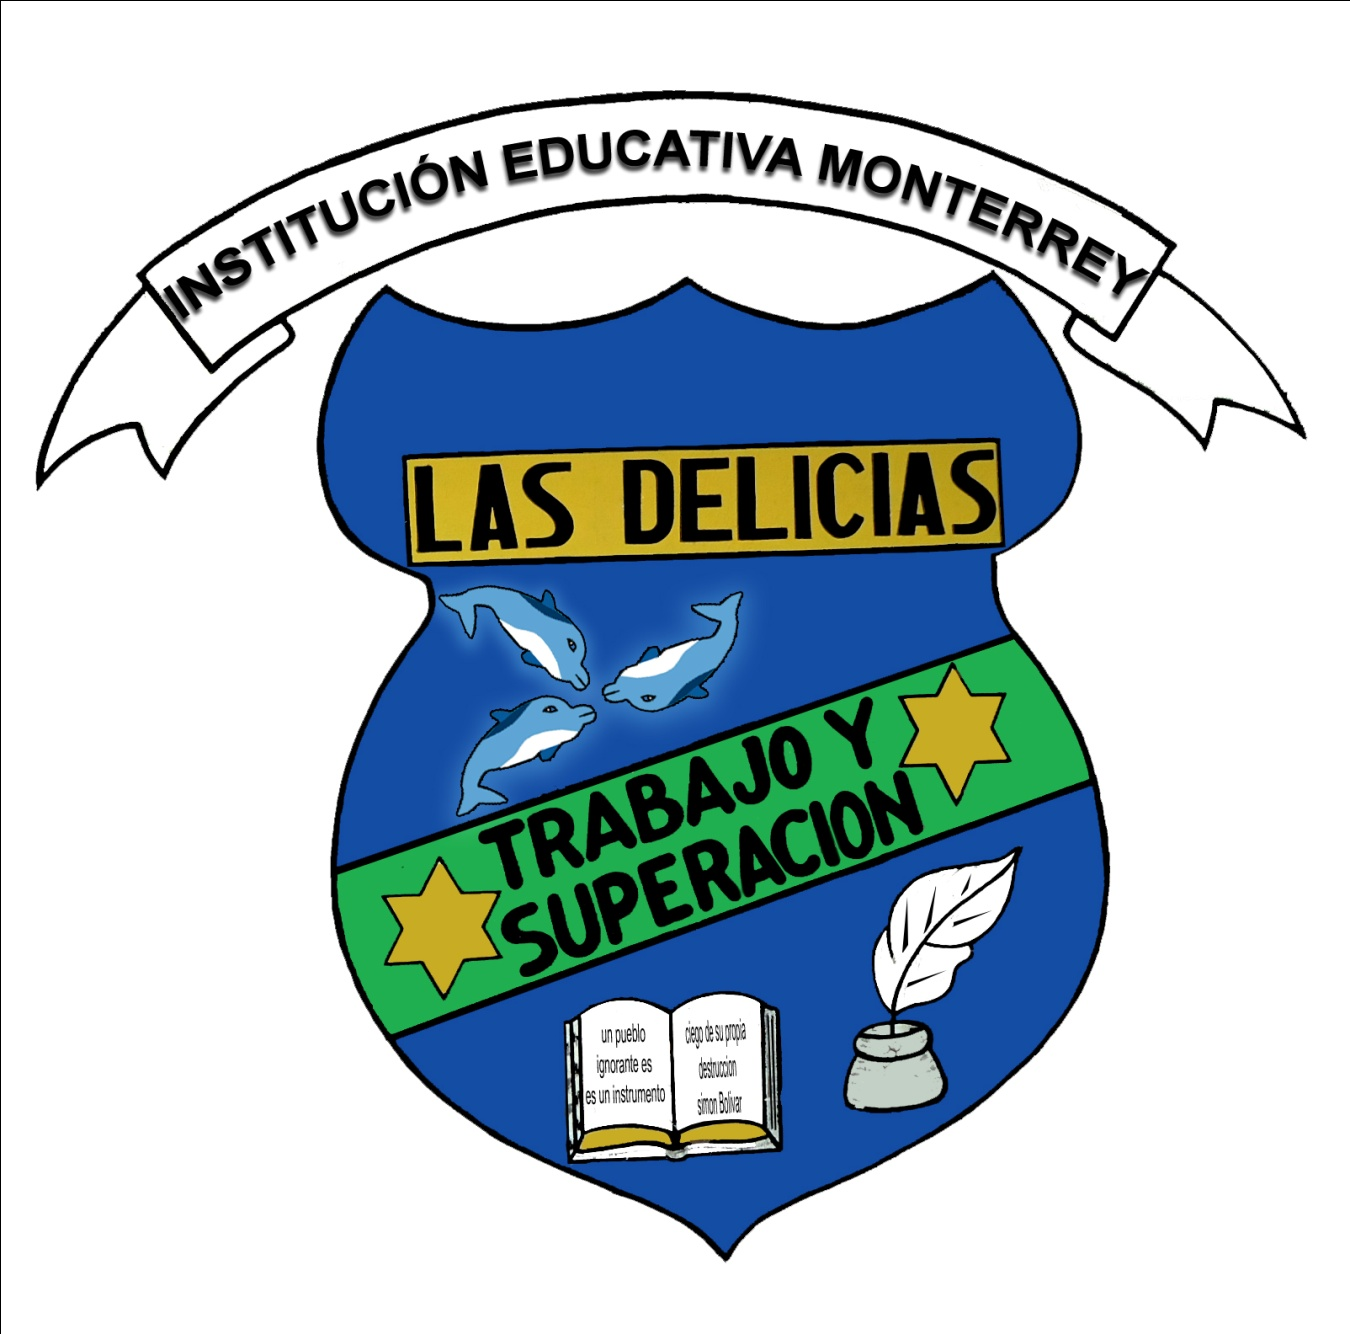 INSTITUCIÓN EDUCATIVA MONTERREY
LAS DELICIAS
TRABAJO Y
SUPERACION
un pueblo
ignorante es
es un instrumento
ciego de su propia
destruccion
simon Bolivar